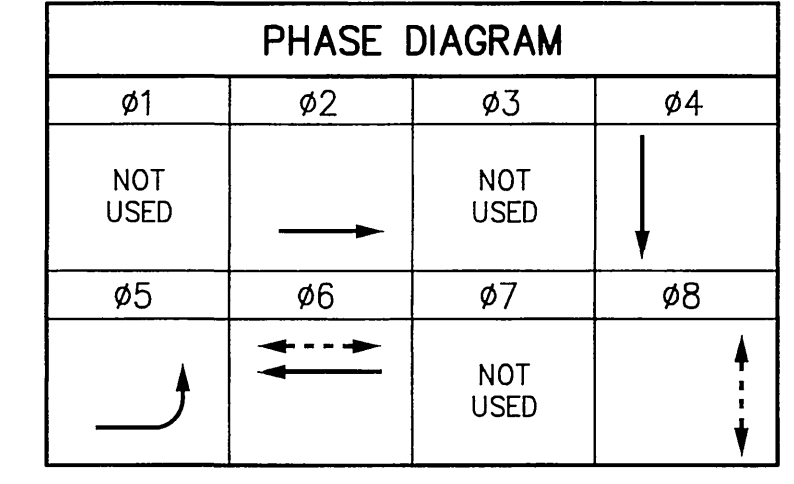 PHASE DIAGRAM
ø1 ø2 ø3 ø4
NOT
USED
NOT
USED
ø5 ø6 ø7 ø8
NOT
USED